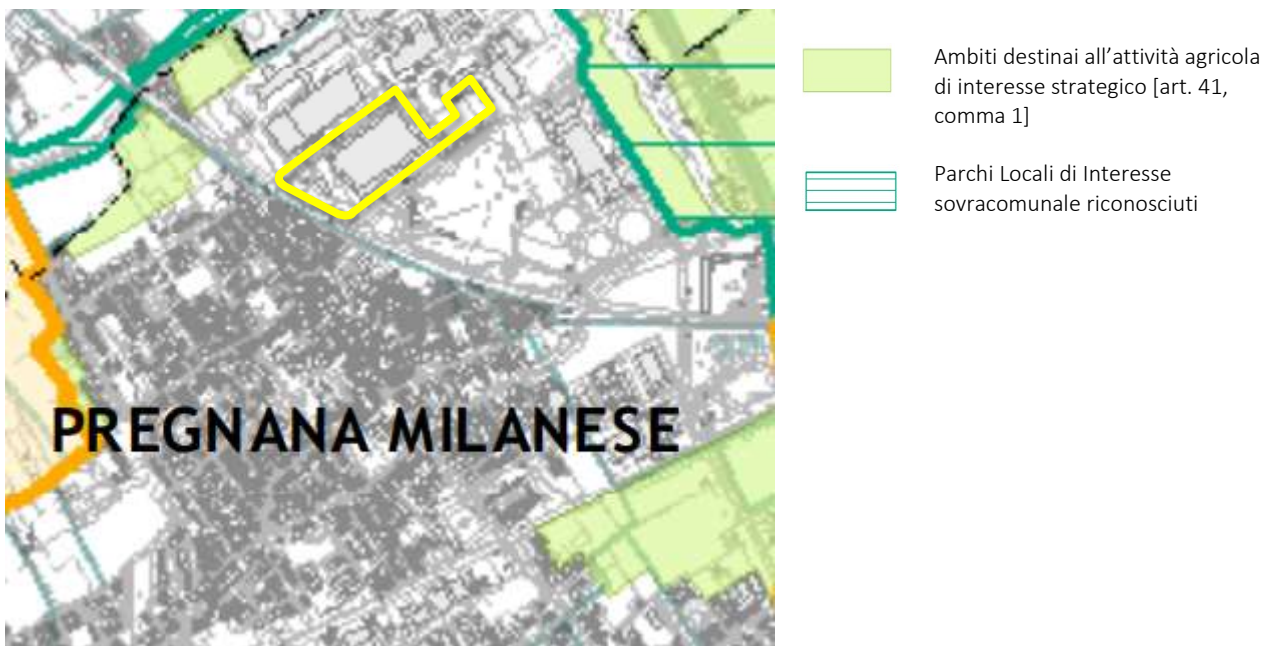 PREGNANA MILANESE
Ambiti destinai all’attività agricola
di interesse strategico [art. 41,
comma 1]
Parchi Locali di Interesse
sovracomunale riconosciuti